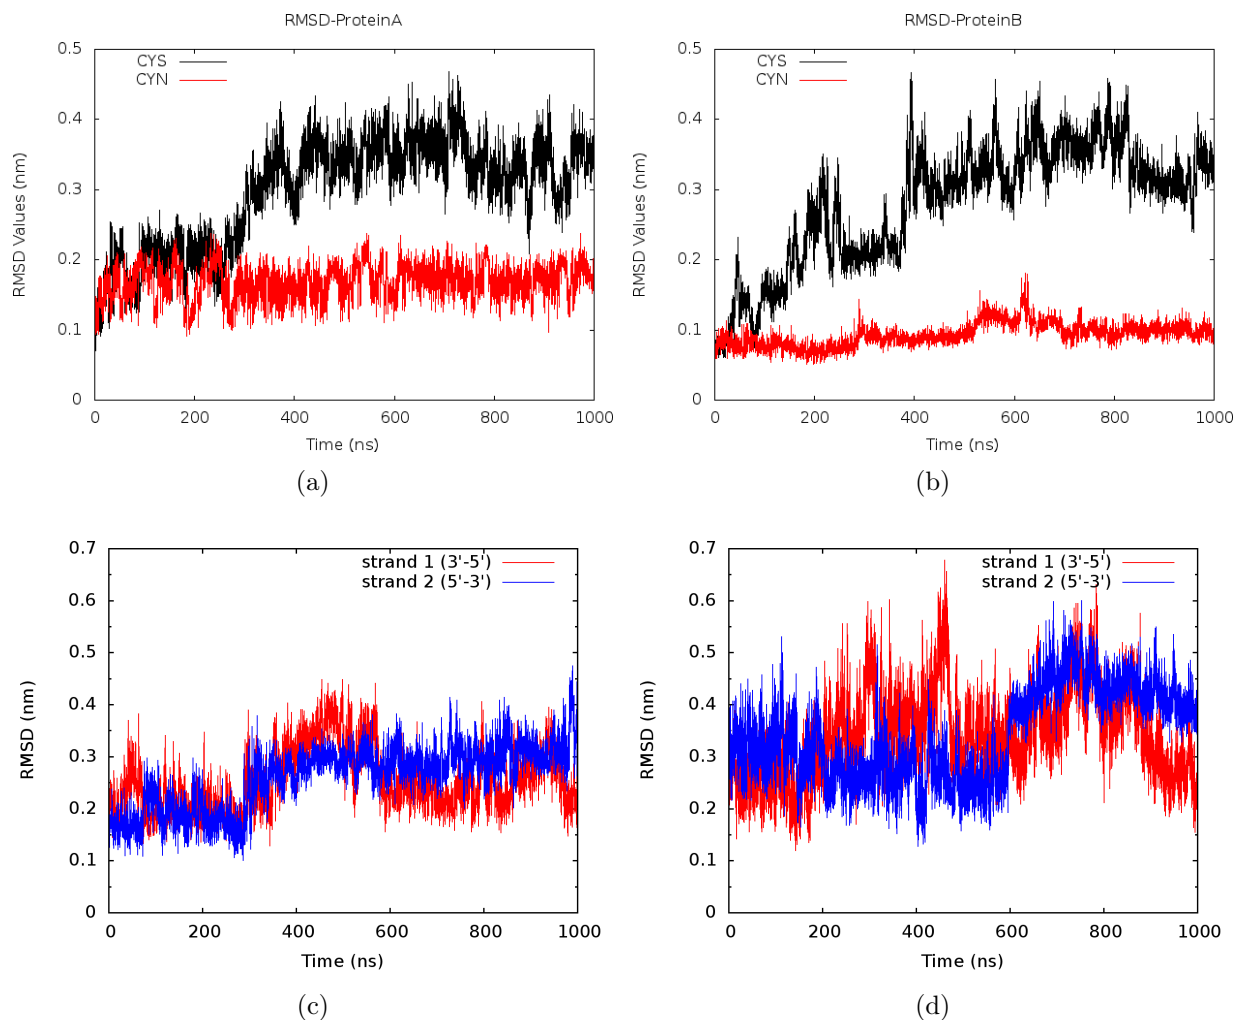 RMSD-ProteinA
0.5
CYS
CYN
0.4
0.3
0.2
0.1
0
RMSD Values (nm)
0 200 400 600 800 1000
Time (ns)
(a)
RMSD-ProteinB
0.5
CYS
CYN
0.4
0.3
0.2
0.1
0
RMSD Values (nm)
0 200 400 600 800 1000
Time (ns)
(b)
0.7
strand 1 (3'-5')
strand 2 (5'-3')
0.6
0.5
0.4
0.3
0.2
0.1
0
RMSD (nm)
0 200 400 600 800 1000
Time (ns)
(c)
0.7
strand 1 (3'-5')
strand 2 (5'-3')
0.6
0.5
0.4
0.3
0.2
0.1
0
RMSD (nm)
0 200 400 600 800 1000
Time (ns)
(d)